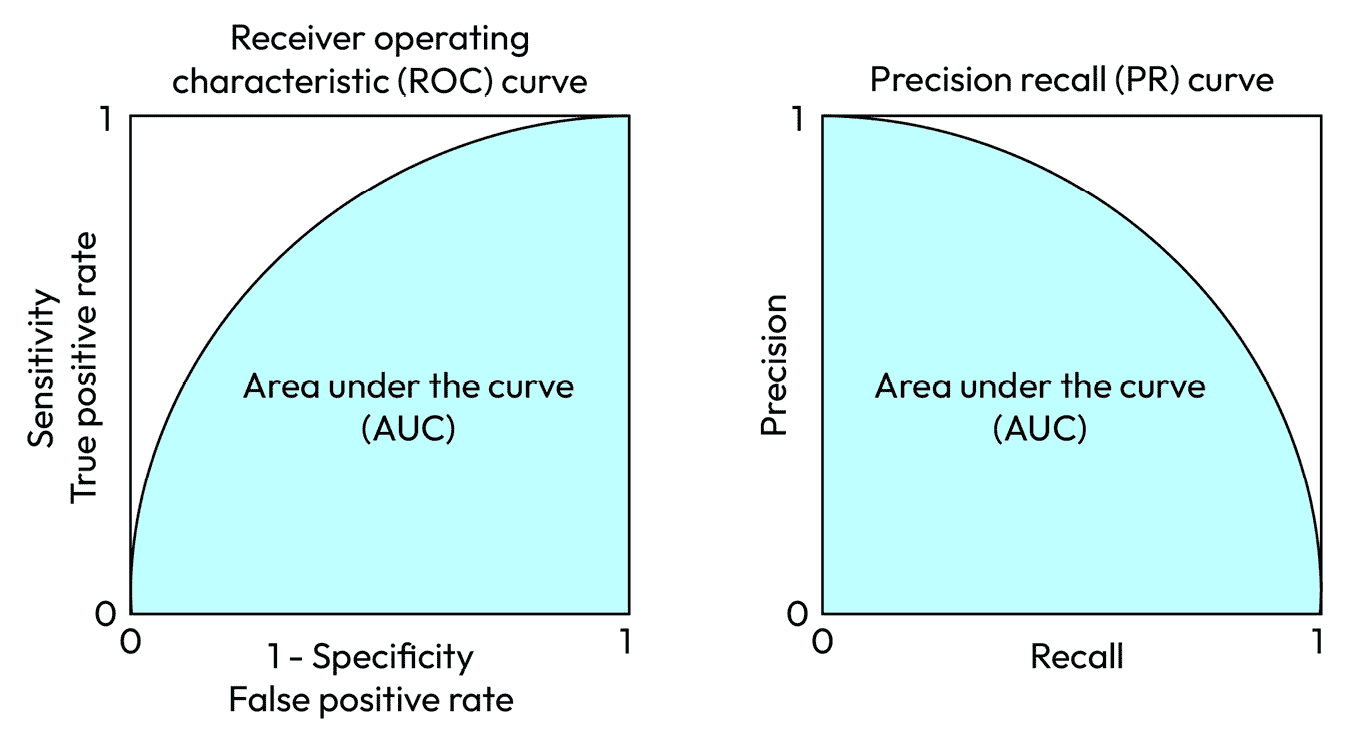 Receiver operating
characteristic (ROC) curve
1
Sensitivity
True positive rate
Area under the curve
(AUC)
0
0
1
1 - Specificity
False positive rate
Precision recall (PR) curve
1
Precision
Area under the curve
(AUC)
0
0
1
Recall